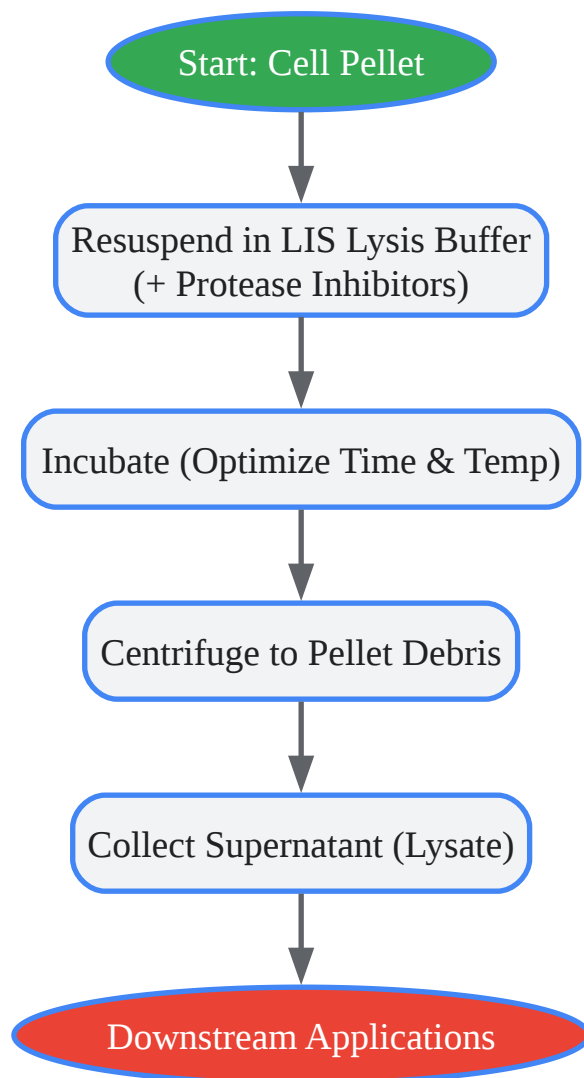 Start: Cell Pellet
Resuspend in LIS Lysis Buffer
(+ Protease Inhibitors)
Incubate (Optimize Time & Temp)
Centrifuge to Pellet Debris
Collect Supernatant (Lysate)
Downstream Applications